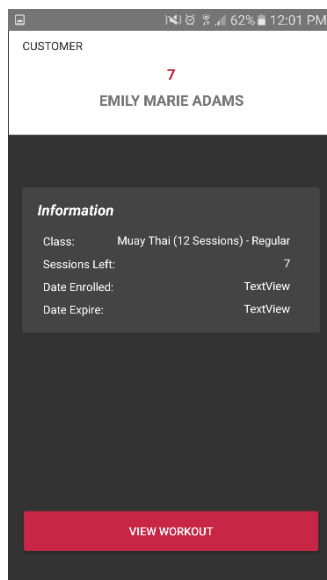 62% 12:01 PM
CUSTOMER
7
EMILY MARIE ADAMS
Information
Class: Muay Thai (12 Sessions) - Regular
Sessions Left: 7
Date Enrolled: TextView
Date Expire: TextView
VIEW WORKOUT